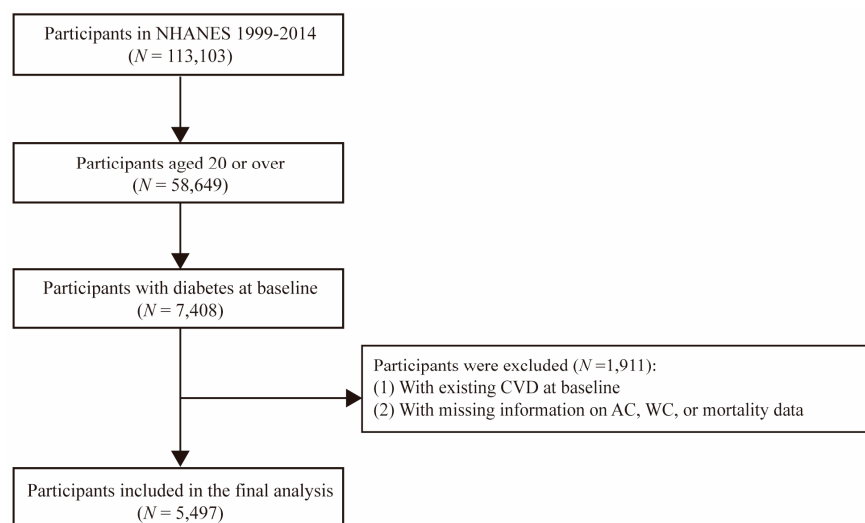 Participants in NHANES 1999-2014
(N = 113,103)
Participants aged 20 or over
(N = 58,649)
Participants with diabetes at baseline
(N = 7,408)
Participants were excluded (N =1,911):
(1) With existing CVD at baseline
(2) With missing information on AC, WC, or mortality data
Participants included in the final analysis
(N = 5,497)